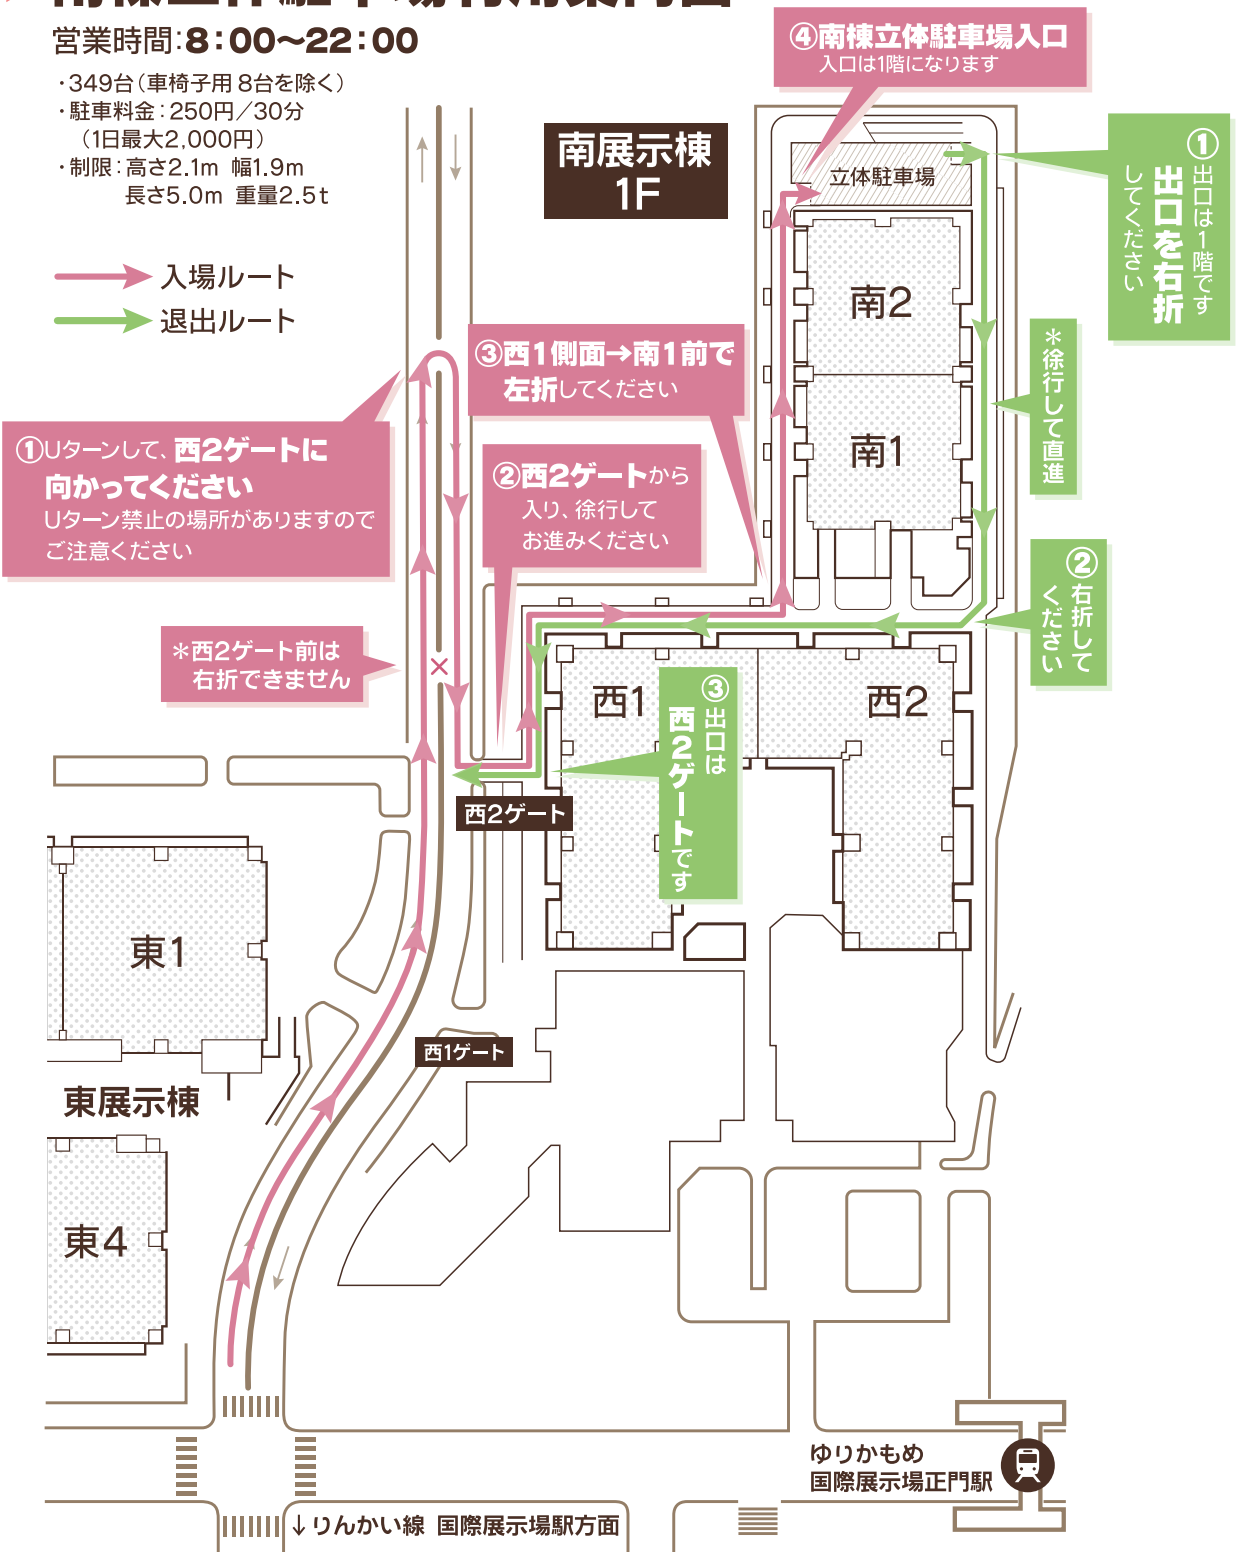 南棟立体駐車場利用案内図
営業時間:8:00～22:00
・349台(車椅子用 8台を除く)
・駐車料金:250円／30分
(1日最大2,000円)
・制限:高さ2.1m 幅1.9m
長さ5.0m 重量2.5t
入場ルート
退出ルート
南展示棟
1F
④南棟立体駐車場入口
入口は1階になります
立体駐車場
①出口は1階です
出口を右折
してください
南2
南1
＊徐行して直進
③西1側面→南1前で
左折してください
①Uターンして、西2ゲートに
向かってください
Uターン禁止の場所がありますので
ご注意ください
②西2ゲートから
入り、徐行して
お進みください
②右折して
ください
＊西2ゲート前は
右折できません
西1
西2
③出口は
西2ゲートです
西2ゲート
東1
西1ゲート
東展示棟
東4
ゆりかもめ
国際展示場正門駅
↓りんかい線 国際展示場駅方面